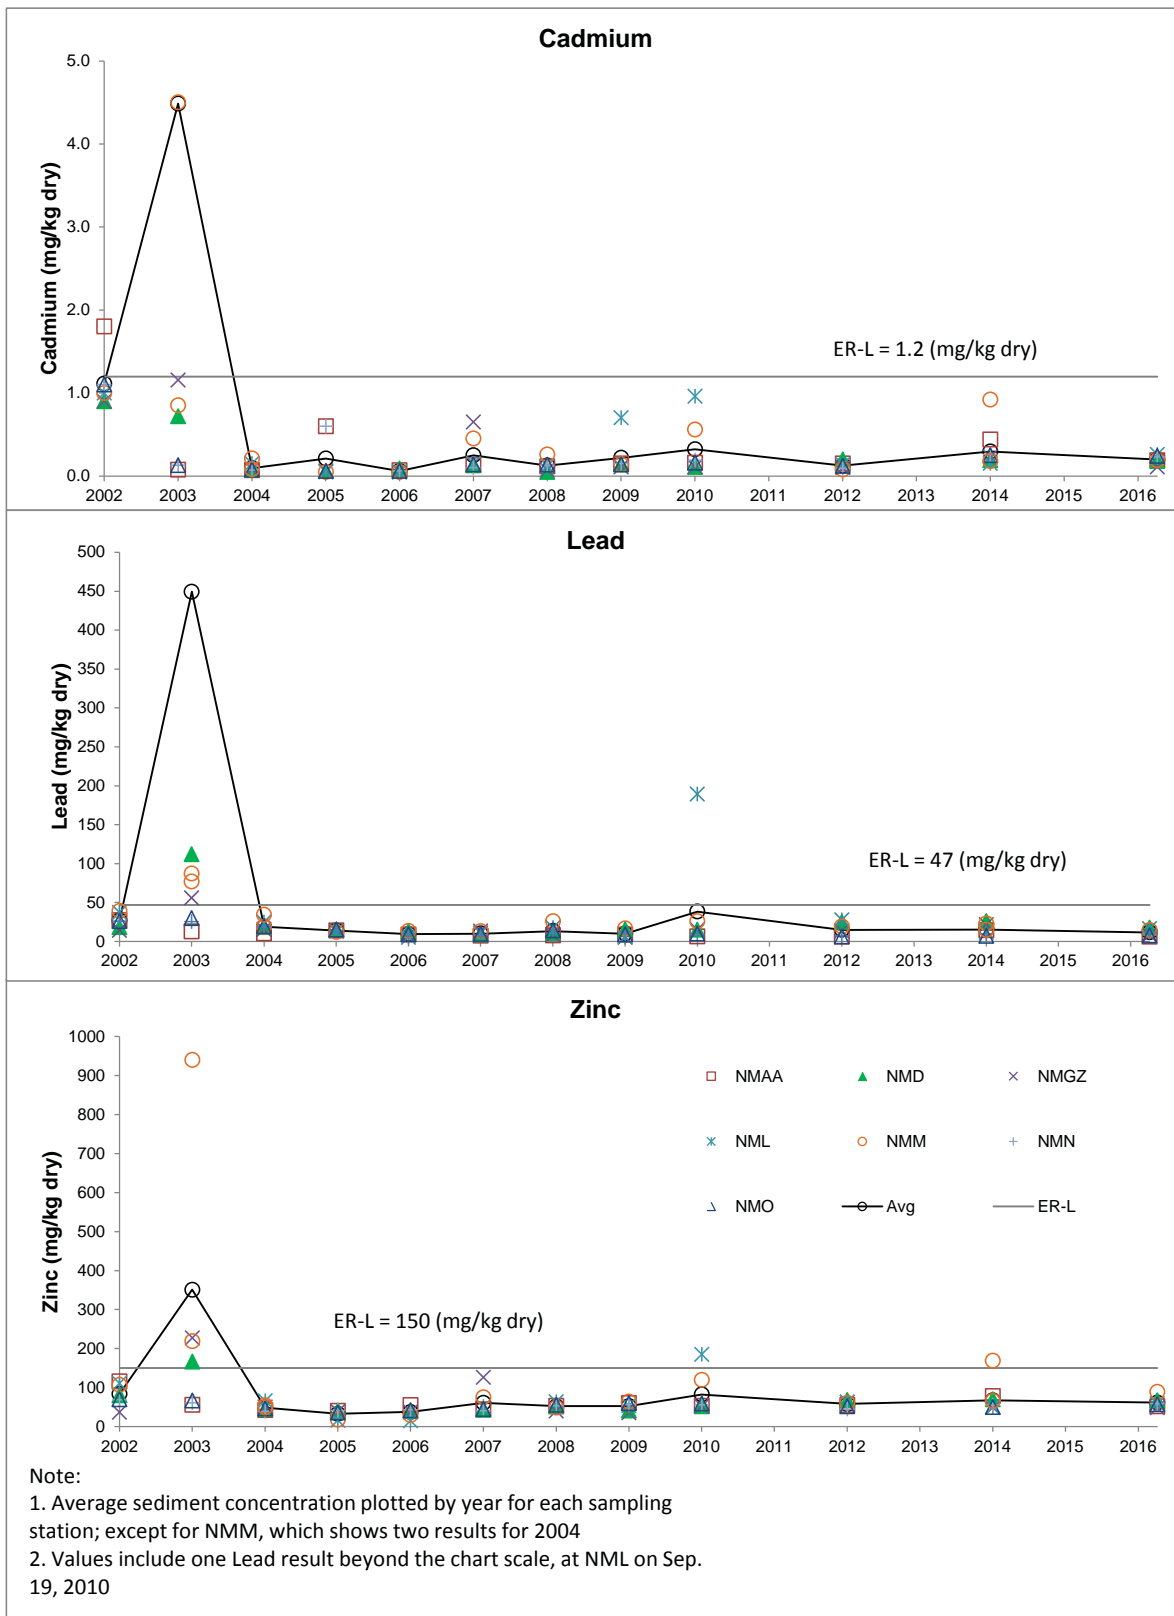 Cadmium
Cadmium (mg/kg dry)
5.0
4.0
3.0
2.0
1.0
0.0
ER-L = 1.2 (mg/kg dry)
2002 2003 2004 2005 2006 2007 2008 2009 2010 2011 2012 2013 2014 2015 2016
Lead
Lead (mg/kg dry)
500
450
400
350
300
250
200
150
100
50
0
ER-L = 47 (mg/kg dry)
2002 2003 2004 2005 2006 2007 2008 2009 2010 2011 2012 2013 2014 2015 2016
Zinc
Zinc (mg/kg dry)
1000
900
800
700
600
500
400
300
200
100
0
NMAA NMD NMGZ
NML NMM NMN
NMO Avg ER-L
ER-L = 150 (mg/kg dry)
2002 2003 2004 2005 2006 2007 2008 2009 2010 2011 2012 2013 2014 2015 2016
Note:
1. Average sediment concentration plotted by year for each sampling
station; except for NMM, which shows two results for 2004
2. Values include one Lead result beyond the chart scale, at NML on Sep.
19, 2010